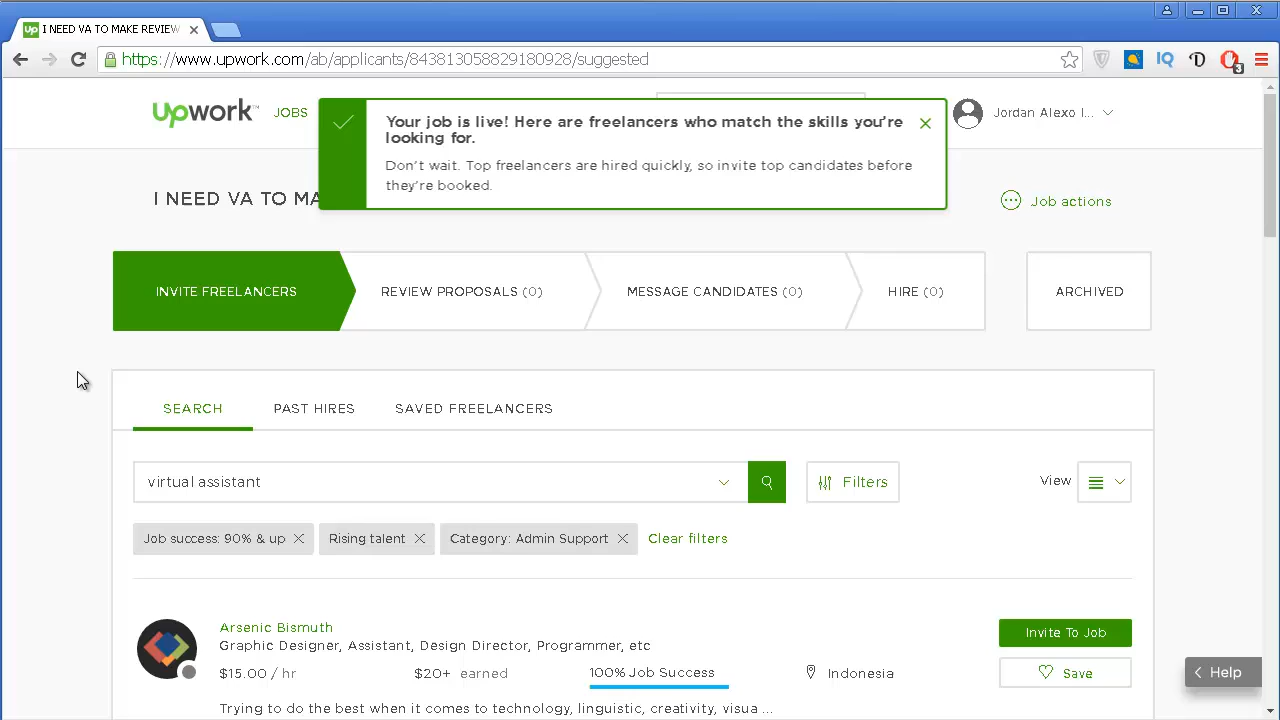 I NEED VA TO MAKE REVIEW
https://www.upwork.com/ab/applicants/843813058829180928/suggested
IQ
D
3
upwork™ JOBS
Jordan Alexo I...
Your job is live! Here are freelancers who match the skills you're
looking for.
Don't wait. Top freelancers are hired quickly, so invite top candidates before
they're booked.
I NEED VA TO MA
Job actions
INVITE FREELANCERS
REVIEW PROPOSALS (0)
MESSAGE CANDIDATES (0)
HIRE (0)
ARCHIVED
SEARCH
PAST HIRES
SAVED FREELANCERS
virtual assistant
Filters
View
Job success: 90% & up
Rising talent
Category: Admin Support
Clear filters
Arsenic Bismuth
Graphic Designer, Assistant, Design Director, Programmer, etc
Invite To Job
$15.00 / hr
$20+ earned
100% Job Success
Indonesia
Save
Help
Trying to do the best when it comes to technology, linguistic, creativity, visua ...